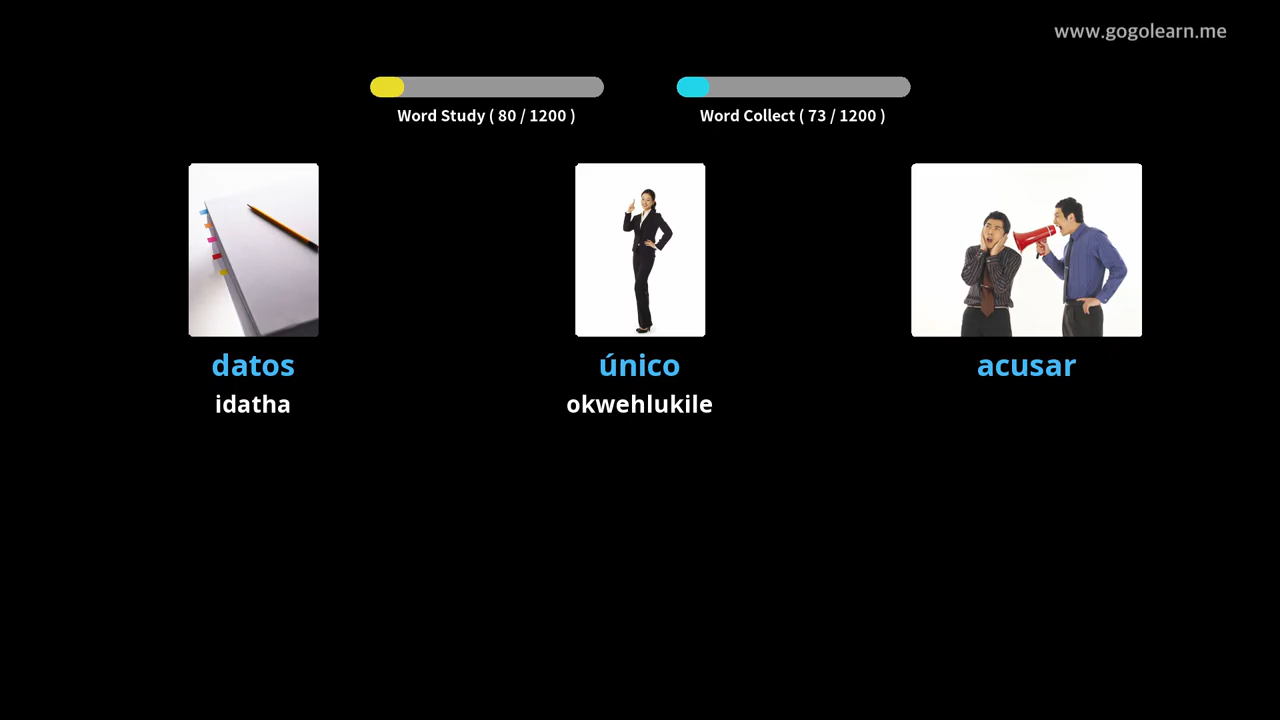 www.gogolearn.me
Word Study ( 80 / 1200 )
Word Collect ( 73 / 1200 )
datos
único
acusar
idatha
okwehlukile